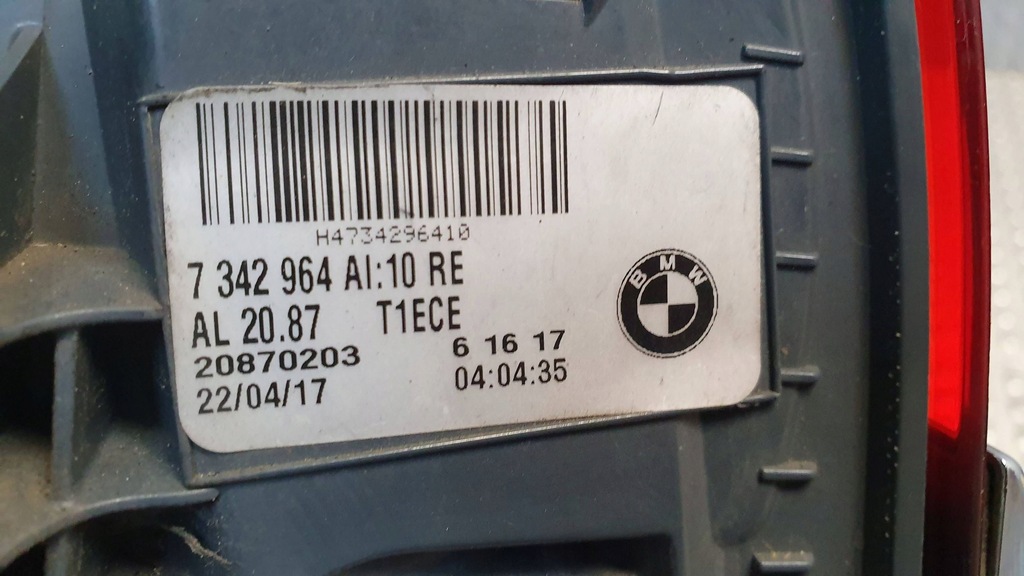 H4734296410
7 342 964 AI:10 RE
AL 20.87 T1ECE
20870203 6 16 17
22/04/17 04:04:35
BMW